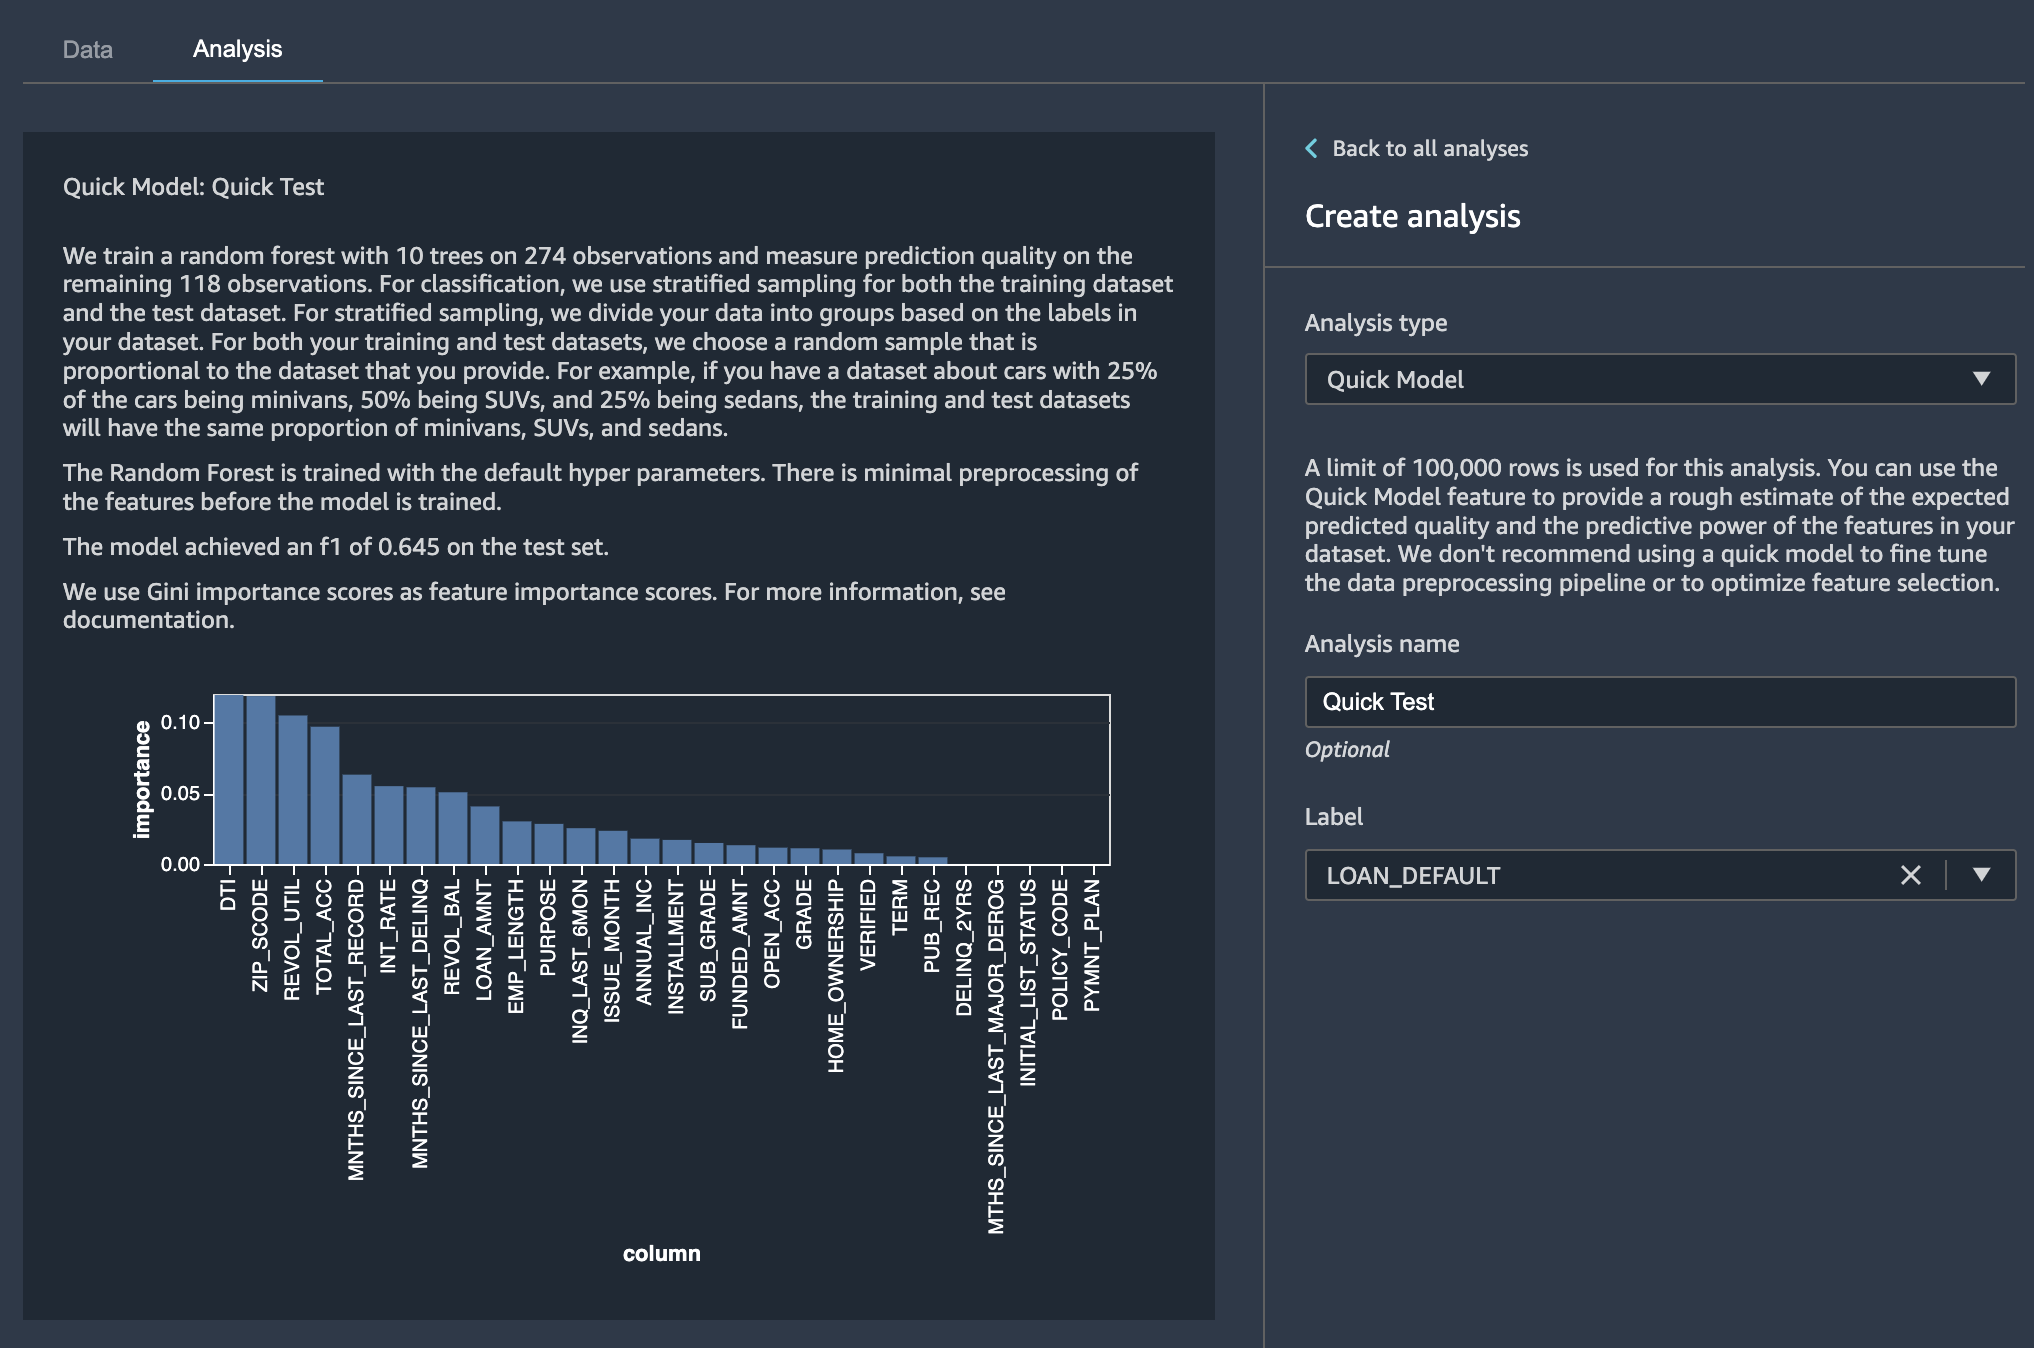 Data
Analysis
Quick Model: Quick Test
We train a random forest with 10 trees on 274 observations and measure prediction quality on the
remaining 118 observations. For classification, we use stratified sampling for both the training dataset
and the test dataset. For stratified sampling, we divide your data into groups based on the labels in
your dataset. For both your training and test datasets, we choose a random sample that is
proportional to the dataset that you provide. For example, if you have a dataset about cars with 25%
of the cars being minivans, 50% being SUVs, and 25% being sedans, the training and test datasets
will have the same proportion of minivans, SUVs, and sedans.
The Random Forest is trained with the default hyper parameters. There is minimal preprocessing of
the features before the model is trained.
The model achieved an f1 of 0.645 on the test set.
We use Gini importance scores as feature importance scores. For more information, see
documentation.
importance
0.10
0.05
0.00
DTI
ZIP_SCODE
REVOL_UTIL
TOTAL_ACC
MNTHS_SINCE_LAST_RECORD
INT_RATE
MNTHS_SINCE_LAST_DELINQ
REVOL_BAL
LOAN_AMNT
EMP_LENGTH
PURPOSE
INQ_LAST_6MON
ISSUE_MONTH
ANNUAL_INC
INSTALLMENT
SUB_GRADE
FUNDED_AMNT
OPEN_ACC
GRADE
HOME_OWNERSHIP
VERIFIED
TERM
PUB_REC
DELINQ_2YRS
MTHS_SINCE_LAST_MAJOR_DEROG
INITIAL_LIST_STATUS
POLICY_CODE
PYMNT_PLAN
column
Back to all analyses
Create analysis
Analysis type
Quick Model
A limit of 100,000 rows is used for this analysis. You can use the
Quick Model feature to provide a rough estimate of the expected
predicted quality and the predictive power of the features in your
dataset. We don't recommend using a quick model to fine tune
the data preprocessing pipeline or to optimize feature selection.
Analysis name
Quick Test
Optional
Label
LOAN_DEFAULT